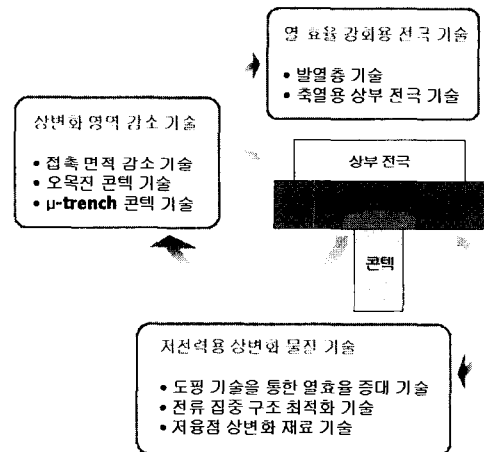 열 효율 강화용 전극 기술
• 발열층 기술
• 축열용 상부 전극 기술
상변화 영역 감소 기술
• 접촉 면적 감소 기술
• 오목진 콘텍 기술
• μ-trench 콘텍 기술
상부 전극
콘텍
저전력용 상변화 물질 기술
• 도핑 기술을 통한 열효율 증대 기술
• 전류 집중 구조 최적화 기술
• 저융점 상변화 재료 기술